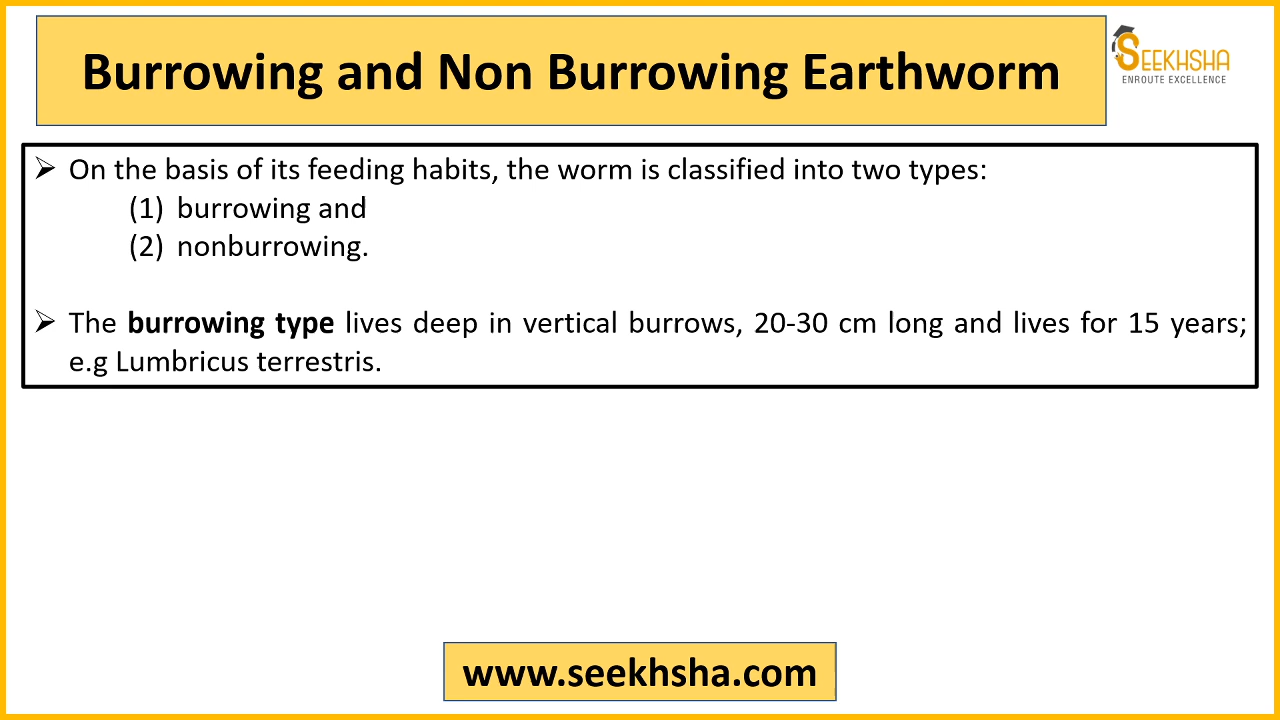 Burrowing and Non Burrowing Earthworm
SEEKHSHA
ENROUTE EXCELLENCE
➢ On the basis of its feeding habits, the worm is classified into two types:
(1) burrowing and
(2) nonburrowing.
➢ The burrowing type lives deep in vertical burrows, 20-30 cm long and lives for 15 years;
e.g Lumbricus terrestris.
www.seekhsha.com